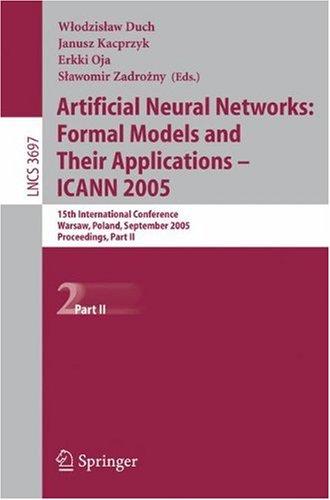 Włodzisław Duch
Janusz Kacprzyk
Erkki Oja
Sławomir Zadrożny (Eds.)
LNCS 3697
Artificial Neural Networks:
Formal Models and
Their Applications –
ICANN 2005
15th International Conference
Warsaw, Poland, September 2005
Proceedings, Part II
2 Part II
Springer